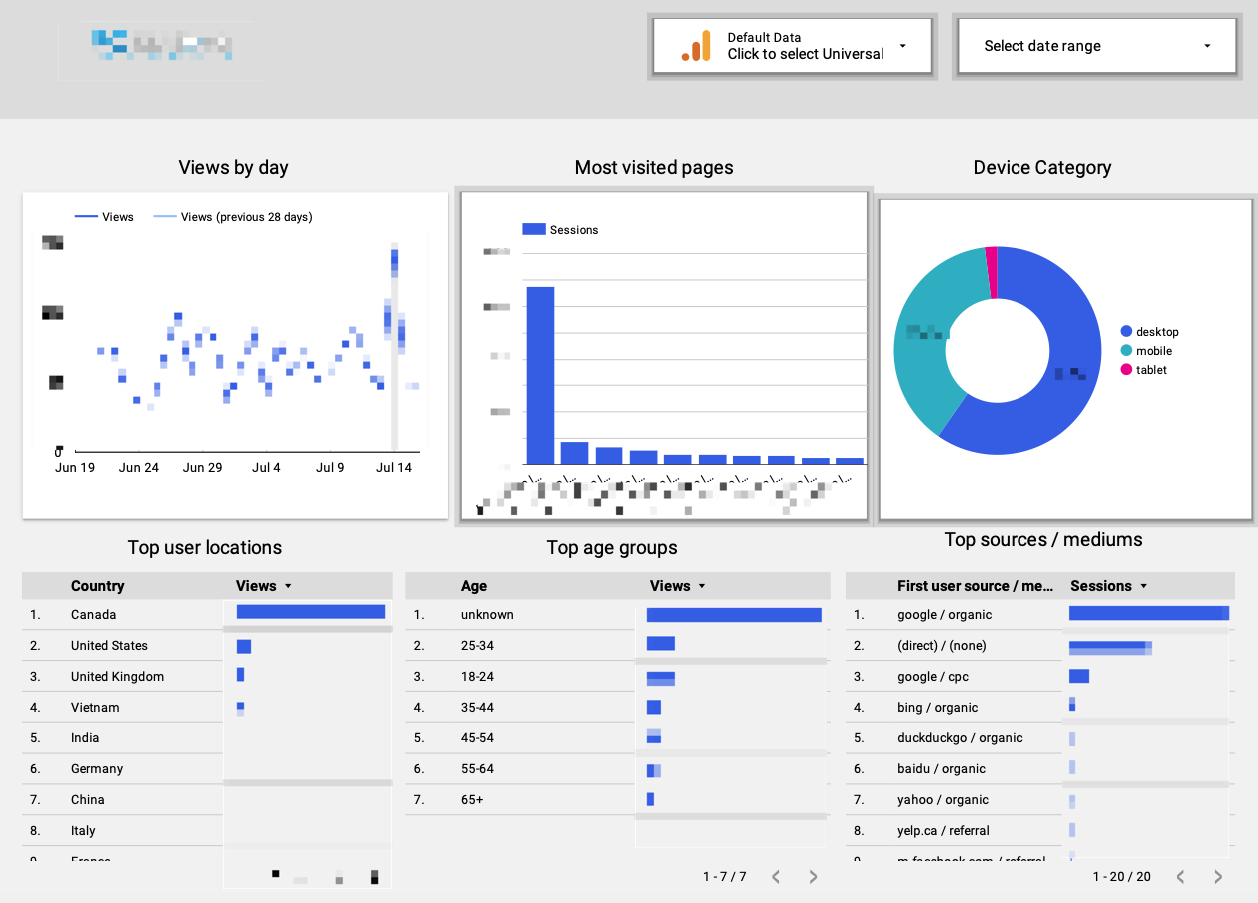 Default Data
Click to select Universal
Select date range
Views by day
Most visited pages
Device Category
Views
Views (previous 28 days)
0
Jun 19
Jun 24
Jun 29
Jul 4
Jul 9
Jul 14
Sessions
desktop
mobile
tablet
Top user locations
Country Views
1. Canada
2. United States
3. United Kingdom
4. Vietnam
5. India
6. Germany
7. China
8. Italy
9. France
Top age groups
Age Views
1. unknown
2. 25-34
3. 18-24
4. 35-44
5. 45-54
6. 55-64
7. 65+
1 - 7 / 7
Top sources / mediums
First user source / me... Sessions
1. google / organic
2. (direct) / (none)
3. google / cpc
4. bing / organic
5. duckduckgo / organic
6. baidu / organic
7. yahoo / organic
8. yelp.ca / referral
9. m.facebook.com / referral
1 - 20 / 20